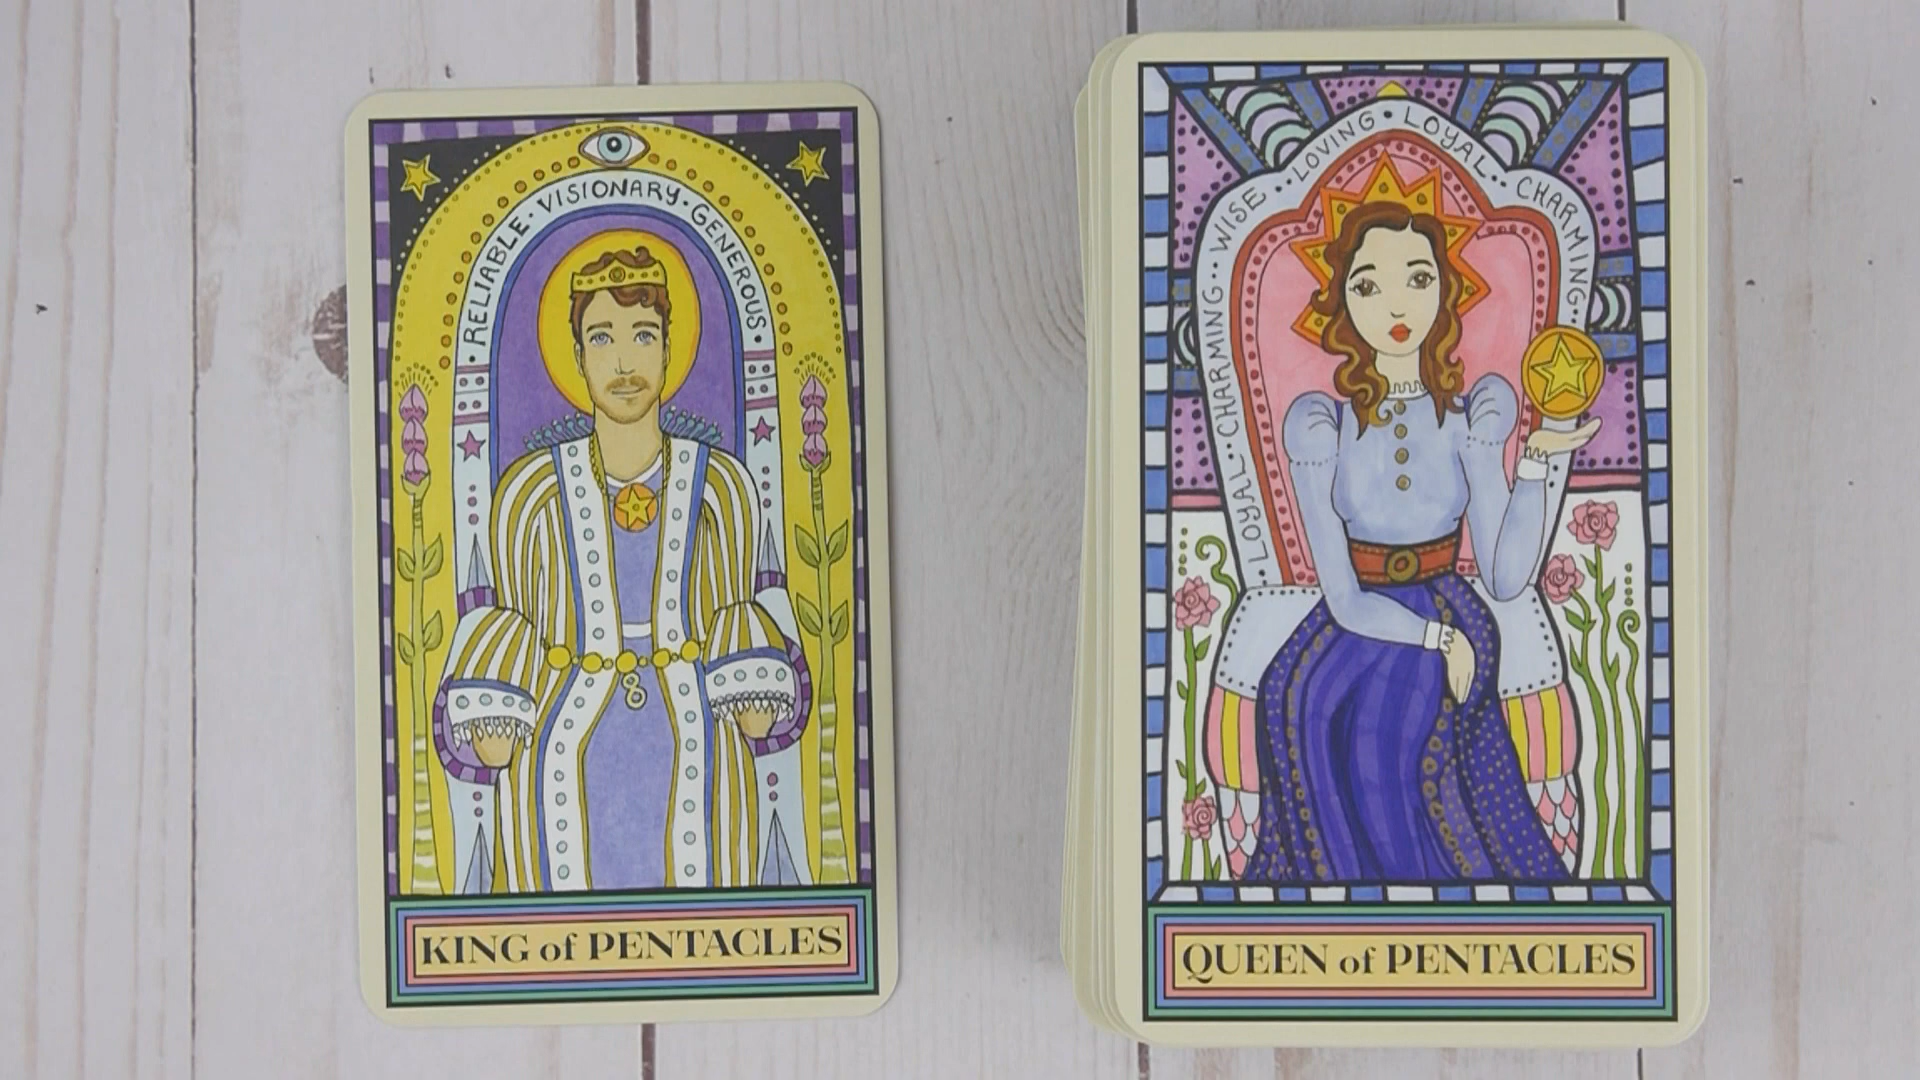 · RELIABLE · VISIONARY · GENEROUS ·
KING of PENTACLES
LOYAL · CHARMING · · WISE · · LOVING · LOYAL · · CHARMING · ·
QUEEN of PENTACLES